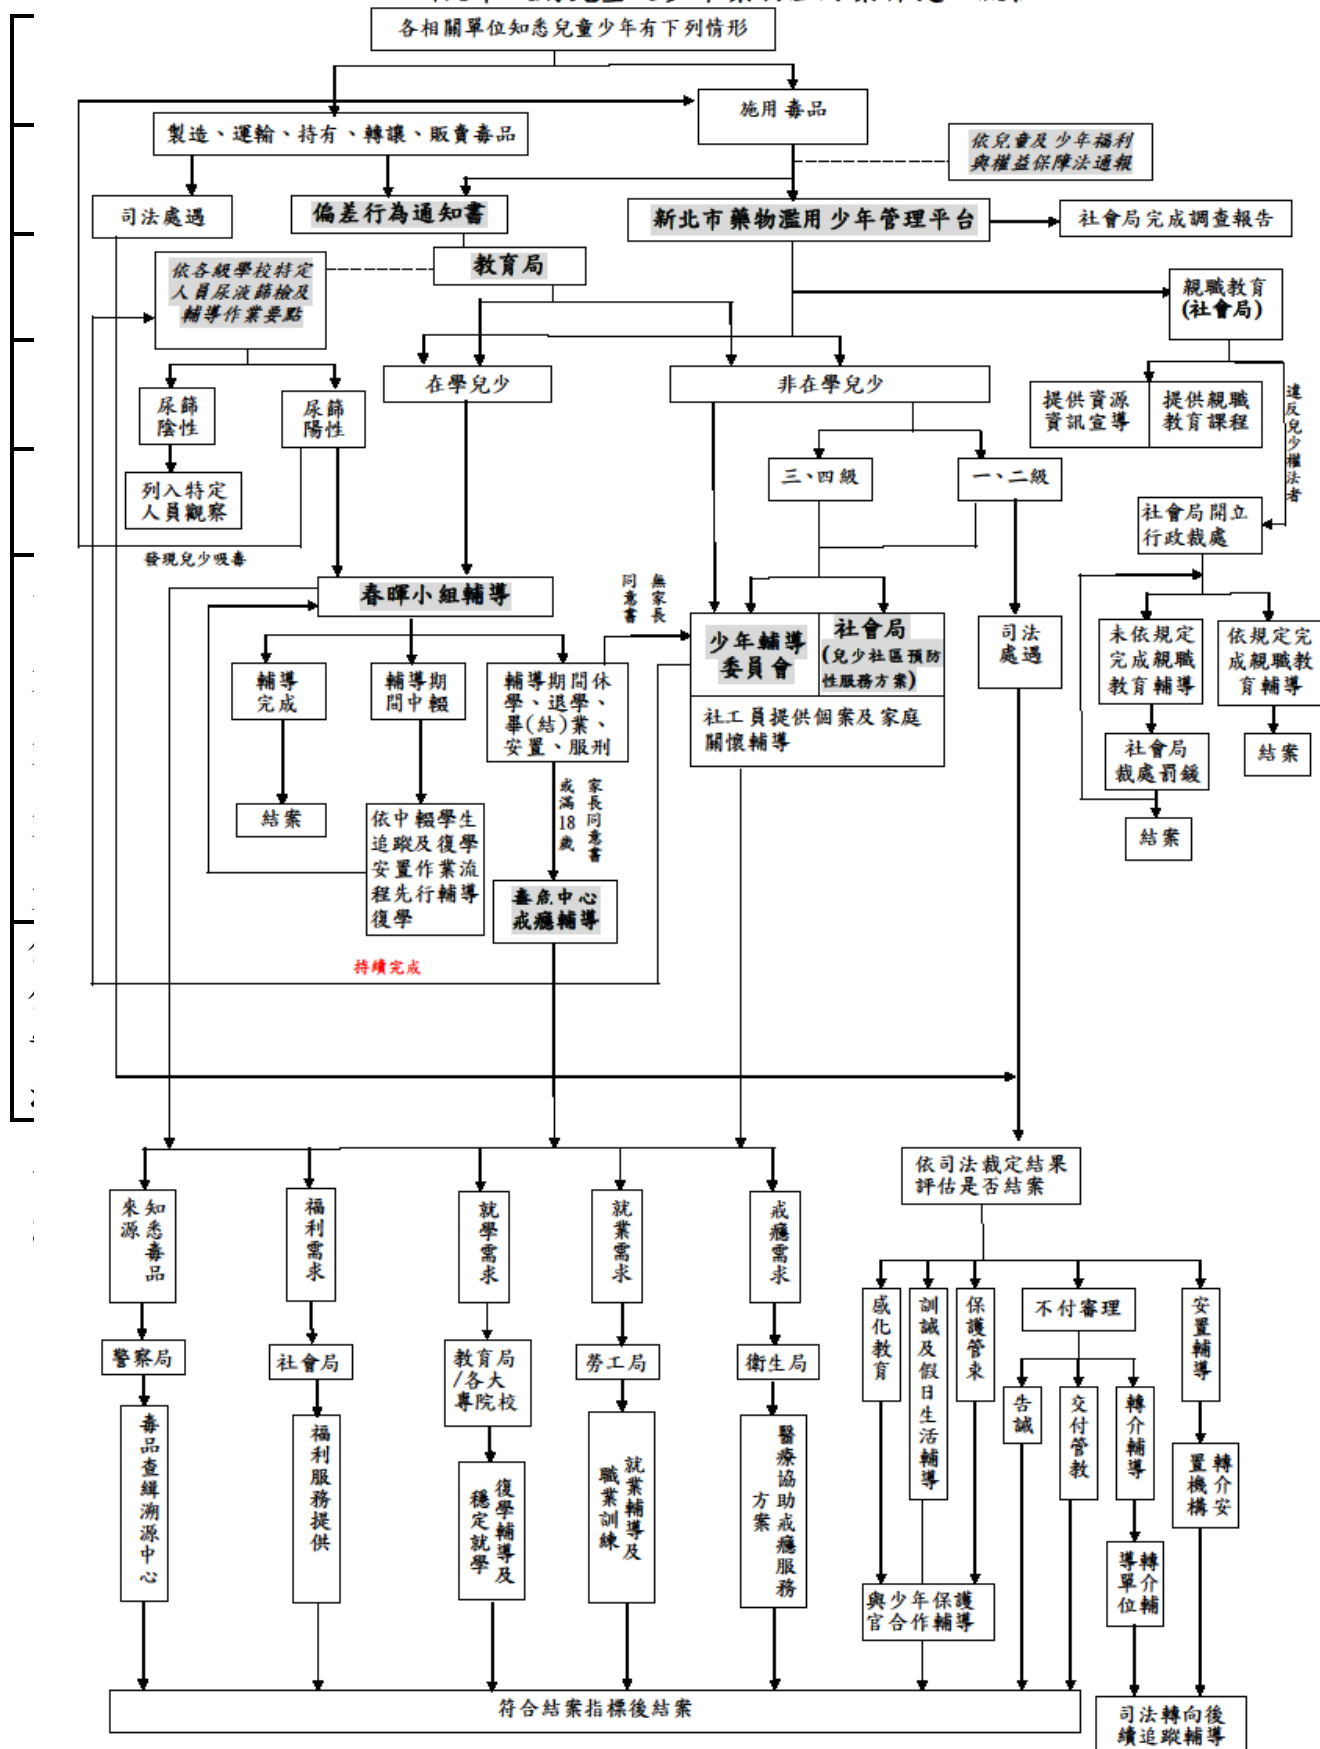 各相關單位知悉兒童少年有下列情形
施用毒品
製造、運輸、持有、轉讓、販賣毒品
依兒童及少年福利
與權益保障法通報
司法處遇
偏差行為通知書
新北市藥物濫用少年管理平台
社會局完成調查報告
教育局
依各級學校特定
人員尿液篩檢及
輔導作業要點
親職教育
(社會局)
在學兒少
非在學兒少
尿篩
陰性
尿篩
陽性
提供資源
資訊宣導
提供親職
教育課程
違反兒少權法者
三、四級
一、二級
列入特定
人員觀察
社會局開立
行政裁處
發現兒少吸毒
春暉小組輔導
無家長
同意書
少年輔導
委員會
社會局
(兒少社區預防
性服務方案)
司法
處遇
未依規定
完成親職
教育輔導
依規定完
成親職教
育輔導
輔導
完成
輔導期
間中輟
輔導期間休
學、退學、
畢(結)業、
安置、服刑
社工員提供個案及家庭
關懷輔導
社會局
裁處罰鍰
結案
結案
結案
依中輟學生
追蹤及復學
安置作業流
程先行輔導
復學
家長同意書
或滿18歲
毒危中心
戒癮輔導
持續完成
依司法裁定結果
評估是否結案
知悉毒品
來源
福利需求
就學需求
就業需求
戒癮需求
感化教育
訓誡及假日生活輔導
保護管束
不付審理
安置輔導
警察局
社會局
教育局
/各大
專院校
勞工局
衛生局
告誡
交付管教
轉介輔導
轉介安
置機構
毒品查緝溯源中心
福利服務提供
復學輔導及
穩定就學
就業輔導及
職業訓練
醫療協助戒癮服務
方案
與少年保護
官合作輔導
轉介輔
導單位
符合結案指標後結案
司法轉向後
續追蹤輔導